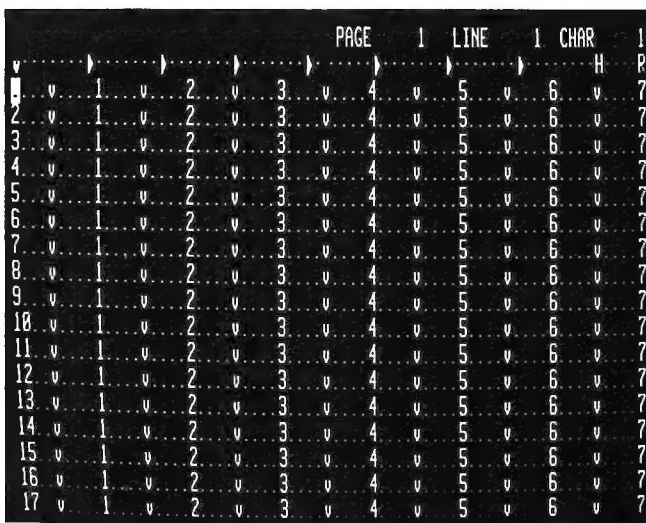 PAGE 1 LINE 1 CHAR 1
v.......▶.......▶.......▶.......▶.......▶.......▶.......▶.......H....R
-...v....1....v....2....v....3....v....4....v....5....v....6....v....7
2...v....1....v....2....v....3....v....4....v....5....v....6....v....7
3...v....1....v....2....v....3....v....4....v....5....v....6....v....7
4...v....1....v....2....v....3....v....4....v....5....v....6....v....7
5...v....1....v....2....v....3....v....4....v....5....v....6....v....7
6...v....1....v....2....v....3....v....4....v....5....v....6....v....7
7...v....1....v....2....v....3....v....4....v....5....v....6....v....7
8...v....1....v....2....v....3....v....4....v....5....v....6....v....7
9...v....1....v....2....v....3....v....4....v....5....v....6....v....7
10..v....1....v....2....v....3....v....4....v....5....v....6....v....7
11..v....1....v....2....v....3....v....4....v....5....v....6....v....7
12..v....1....v....2....v....3....v....4....v....5....v....6....v....7
13..v....1....v....2....v....3....v....4....v....5....v....6....v....7
14..v....1....v....2....v....3....v....4....v....5....v....6....v....7
15..v....1....v....2....v....3....v....4....v....5....v....6....v....7
16..v....1....v....2....v....3....v....4....v....5....v....6....v....7
17..v....1....v....2....v....3....v....4....v....5....v....6....v....7